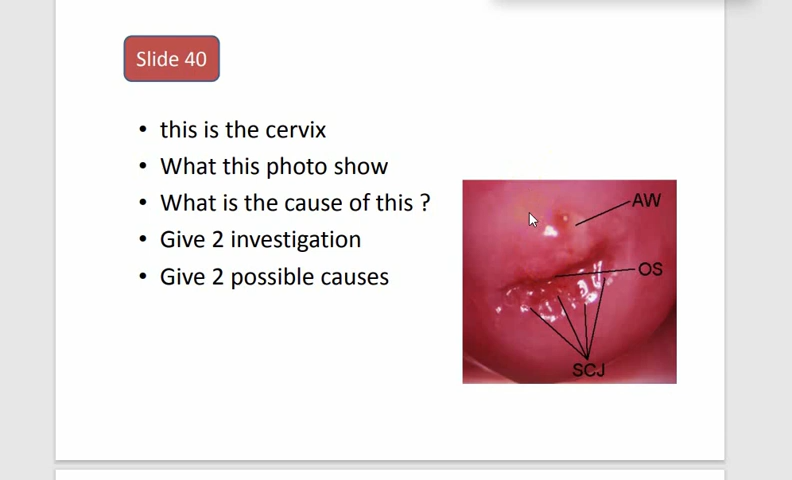 Slide 40
• this is the cervix
• What this photo show
• What is the cause of this ?
• Give 2 investigation
• Give 2 possible causes
AW
OS
SCJ